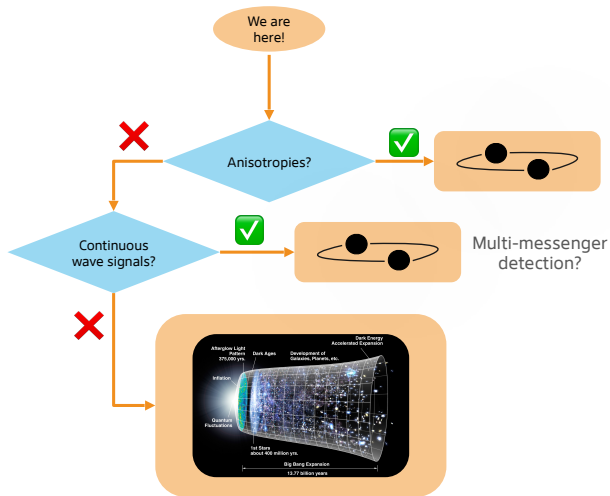 We are
here!
Anisotropies?
Continuous
wave signals?
Multi-messenger
detection?
Dark Energy
Accelerated Expansion
Afterglow Light
Pattern
375,000 yrs.
Dark Ages
Development of
Galaxies, Planets, etc.
Inflation
Quantum
Fluctuations
1st Stars
about 400 million yrs.
Big Bang Expansion
13.77 billion years